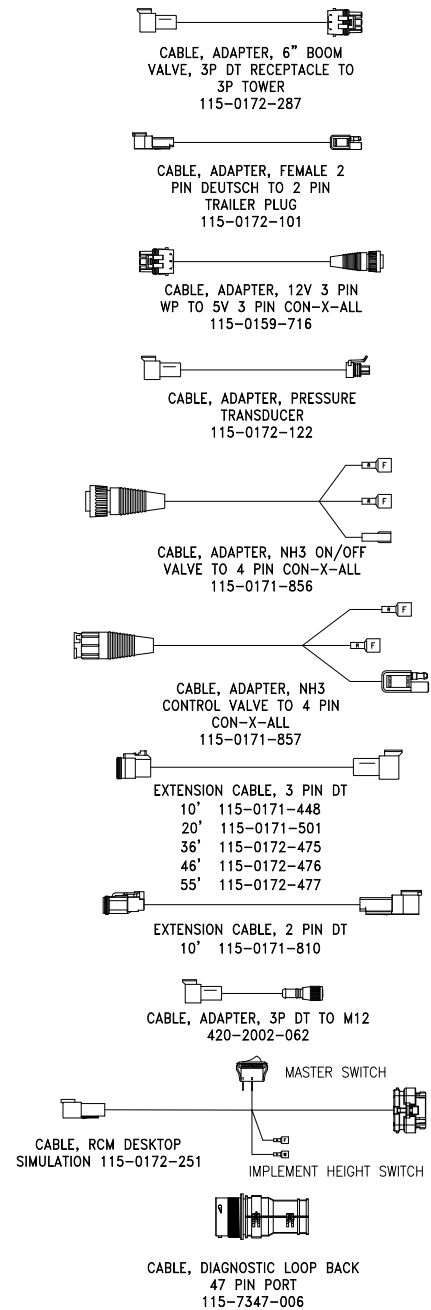 CABLE, ADAPTER, 6" BOOM
VALVE, 3P DT RECEPTACLE TO
3P TOWER
115-0172-287
CABLE, ADAPTER, FEMALE 2
PIN DEUTSCH TO 2 PIN
TRAILER PLUG
115-0172-101
CABLE, ADAPTER, 12V 3 PIN
WP TO 5V 3 PIN CON-X-ALL
115-0159-716
CABLE, ADAPTER, PRESSURE
TRANSDUCER
115-0172-122
R F
R F
CABLE, ADAPTER, NH3 ON/OFF
VALVE TO 4 PIN CON-X-ALL
115-0171-856
R F
R F
CABLE, ADAPTER, NH3
CONTROL VALVE TO 4 PIN
CON-X-ALL
115-0171-857
EXTENSION CABLE, 3 PIN DT
10' 115-0171-448
20' 115-0171-501
36' 115-0172-475
46' 115-0172-476
55' 115-0172-477
EXTENSION CABLE, 2 PIN DT
10' 115-0171-810
CABLE, ADAPTER, 3P DT TO M12
420-2002-062
MASTER SWITCH
CABLE, RCM DESKTOP
SIMULATION 115-0172-251
IMPLEMENT HEIGHT SWITCH
CABLE, DIAGNOSTIC LOOP BACK
47 PIN PORT
115-7347-006